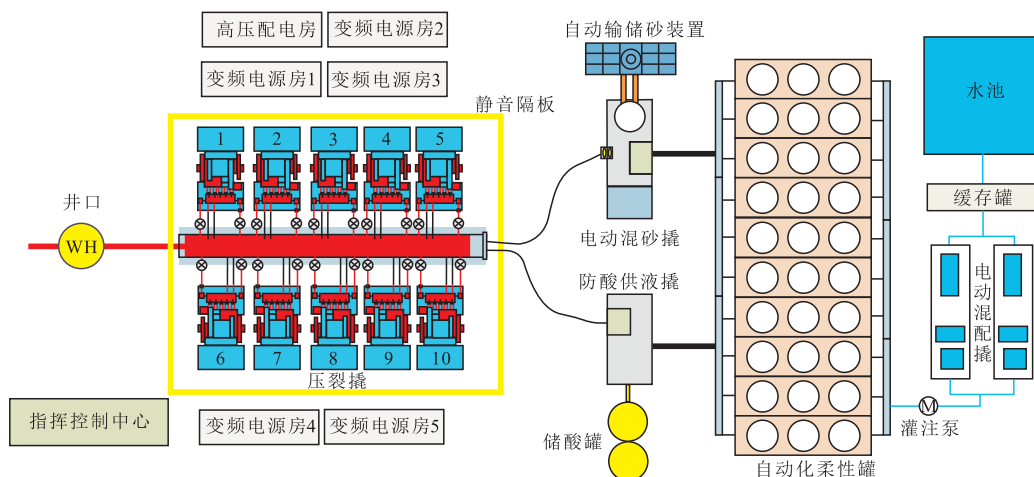 高压配电房
变频电源房2
变频电源房1
变频电源房3
静音隔板
自动输储砂装置
水池
1
2
3
4
5
井口
WH
缓存罐
电动混砂撬
防酸供液撬
电动混配撬
6
7
8
9
10
压裂撬
指挥控制中心
变频电源房4
变频电源房5
储酸罐
M
灌注泵
自动化柔性罐